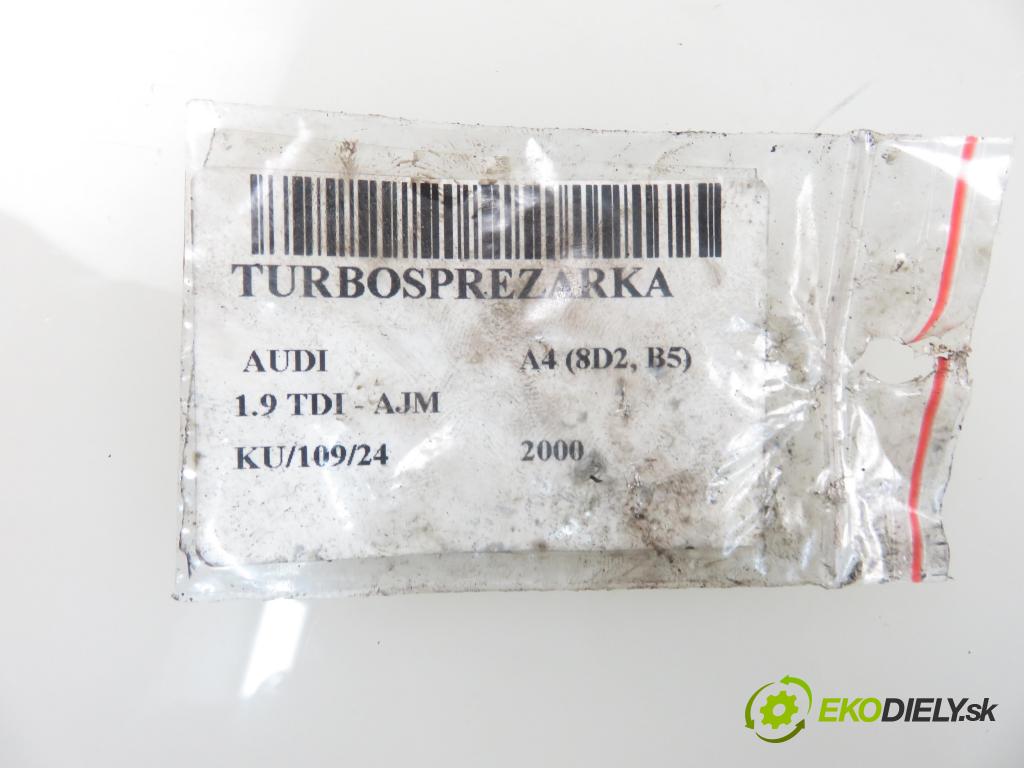 TURBOSPREZARKA
AUDI A4 (8D2, B5)
1.9 TDI - AJM
KU/109/24 2000
EKODIELY.sk